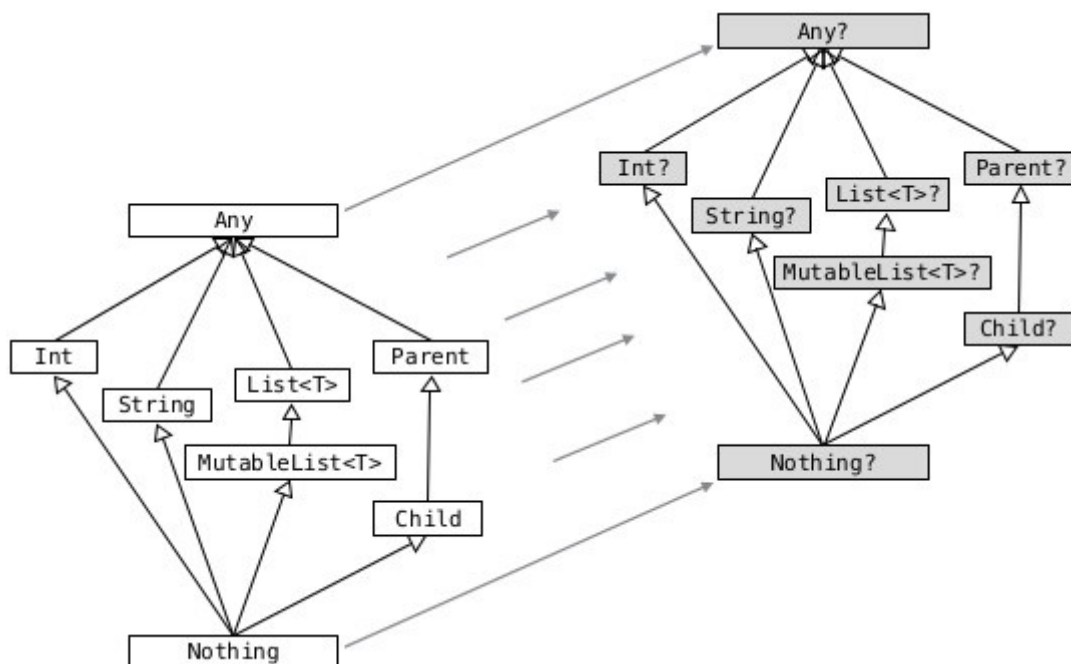 Any?
Int?
Parent?
List<T>?
String?
MutableList<T>?
Child?
Nothing?
Any
Int
Parent
List<T>
String
MutableList<T>
Child
Nothing